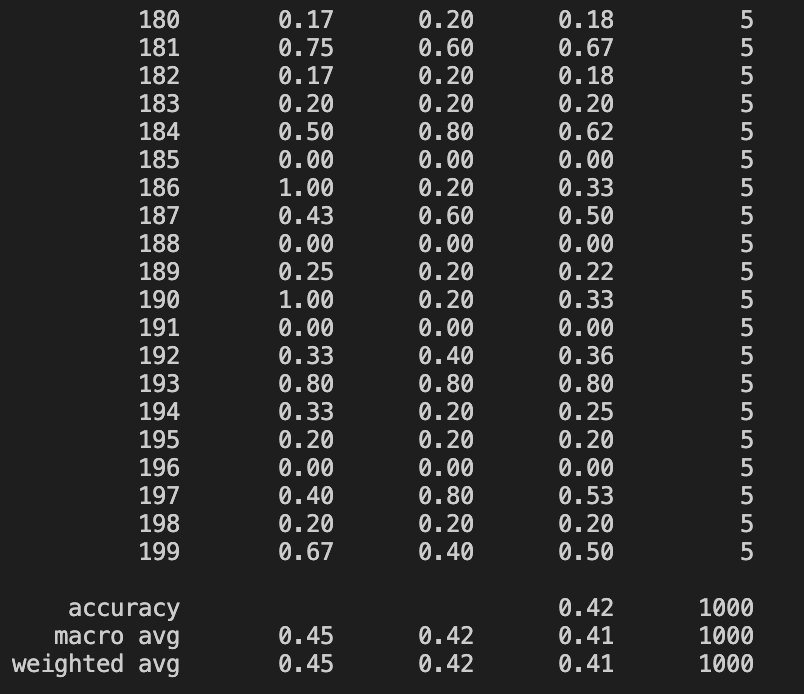 180 0.17 0.20 0.18 5
181 0.75 0.60 0.67 5
182 0.17 0.20 0.18 5
183 0.20 0.20 0.20 5
184 0.50 0.80 0.62 5
185 0.00 0.00 0.00 5
186 1.00 0.20 0.33 5
187 0.43 0.60 0.50 5
188 0.00 0.00 0.00 5
189 0.25 0.20 0.22 5
190 1.00 0.20 0.33 5
191 0.00 0.00 0.00 5
192 0.33 0.40 0.36 5
193 0.80 0.80 0.80 5
194 0.33 0.20 0.25 5
195 0.20 0.20 0.20 5
196 0.00 0.00 0.00 5
197 0.40 0.80 0.53 5
198 0.20 0.20 0.20 5
199 0.67 0.40 0.50 5
accuracy 0.42 1000
macro avg 0.45 0.42 0.41 1000
weighted avg 0.45 0.42 0.41 1000